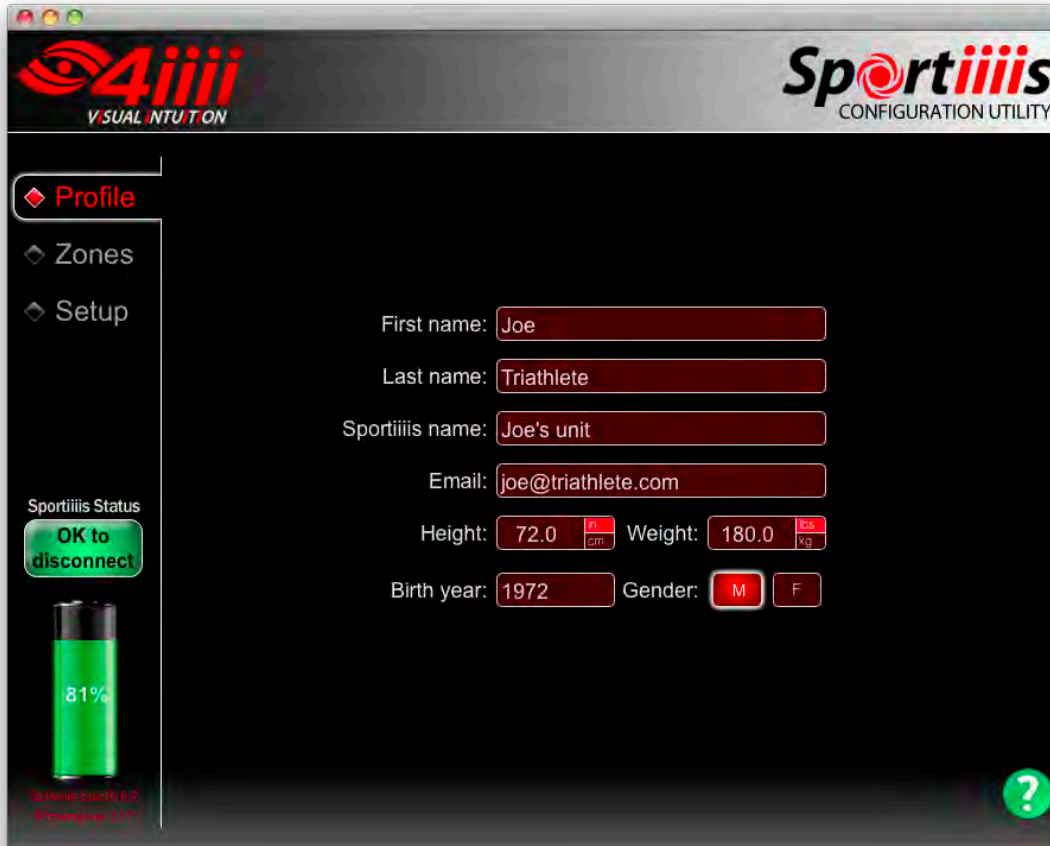 4iiii
VISUAL INTUITION
Sportiiiis
CONFIGURATION UTILITY
Profile
Zones
Setup
First name: Joe
Last name: Triathlete
Sportiiiis name: Joe's unit
Email: joe@triathlete.com
Height: 72.0 in cm Weight: 180.0 lbs kg
Birth year: 1972 Gender: M F
Sportiiiis Status
OK to
disconnect
81%
?